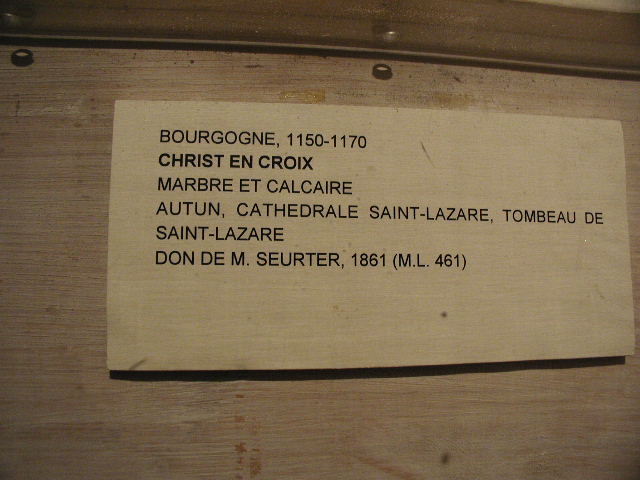 BOURGOGNE, 1150-1170
CHRIST EN CROIX
MARBRE ET CALCAIRE
AUTUN, CATHEDRALE SAINT-LAZARE, TOMBEAU DE
SAINT-LAZARE
DON DE M. SEURTER, 1861 (M.L. 461)